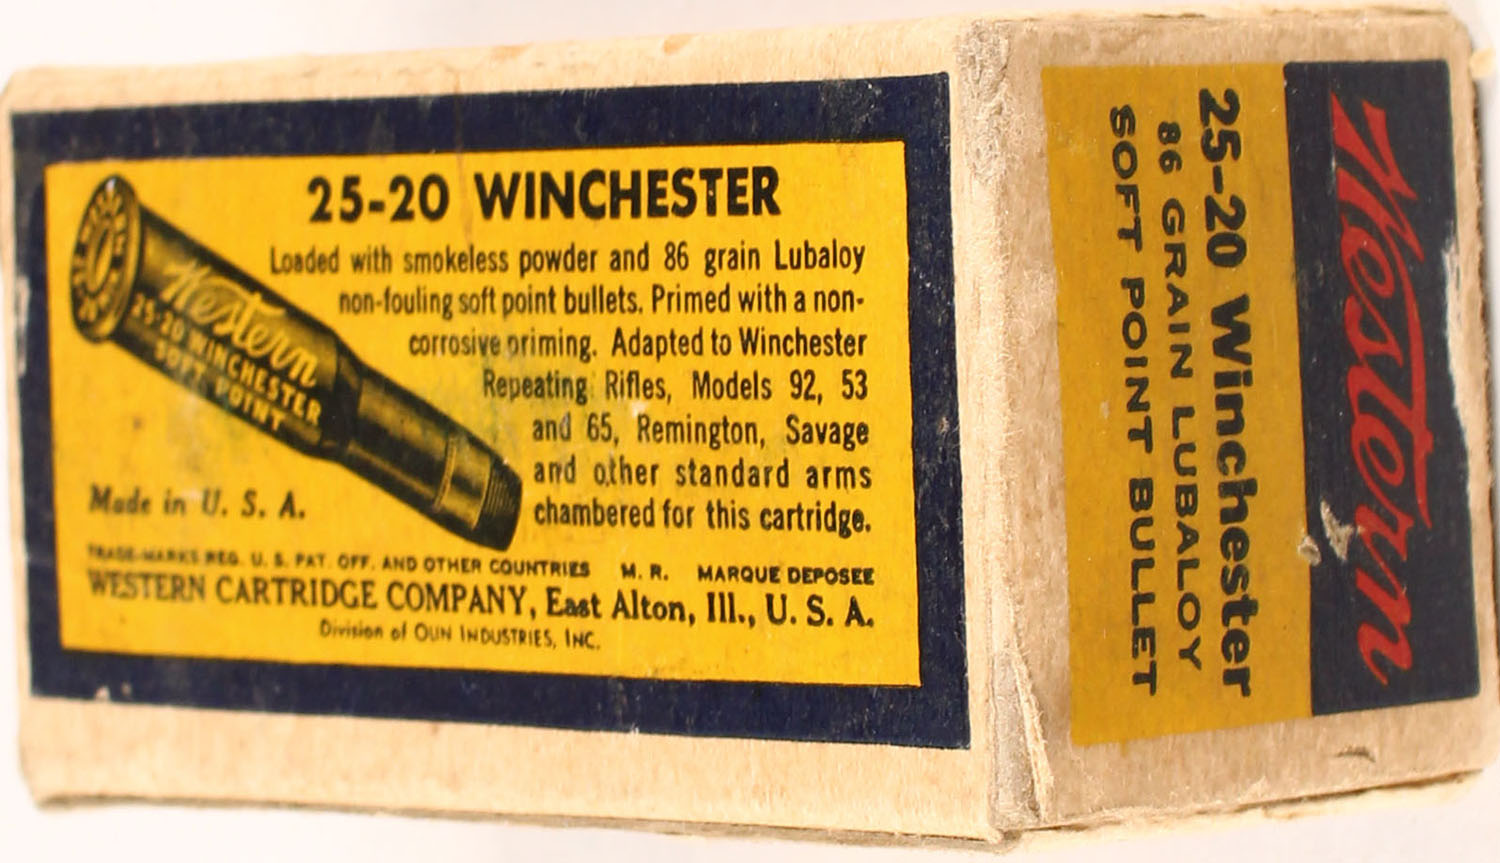 25-20 WINCHESTER
Loaded with smokeless powder and 86 grain Lubaloy
non-fouling soft point bullets. Primed with a non-
corrosive priming. Adapted to Winchester
Repeating Rifles, Models 92, 53
and 65, Remington, Savage
and other standard arms
chambered for this cartridge.
Western
25-20 WINCHESTER
SOFT POINT
Made in U. S. A.
TRADE-MARKS REG. U. S. PAT. OFF. AND OTHER COUNTRIES M. R. MARQUE DEPOSEE
WESTERN CARTRIDGE COMPANY, East Alton, Ill., U. S. A.
Division of OLIN INDUSTRIES, INC.
Western
25-20 Winchester
86 GRAIN LUBALOY
SOFT POINT BULLET